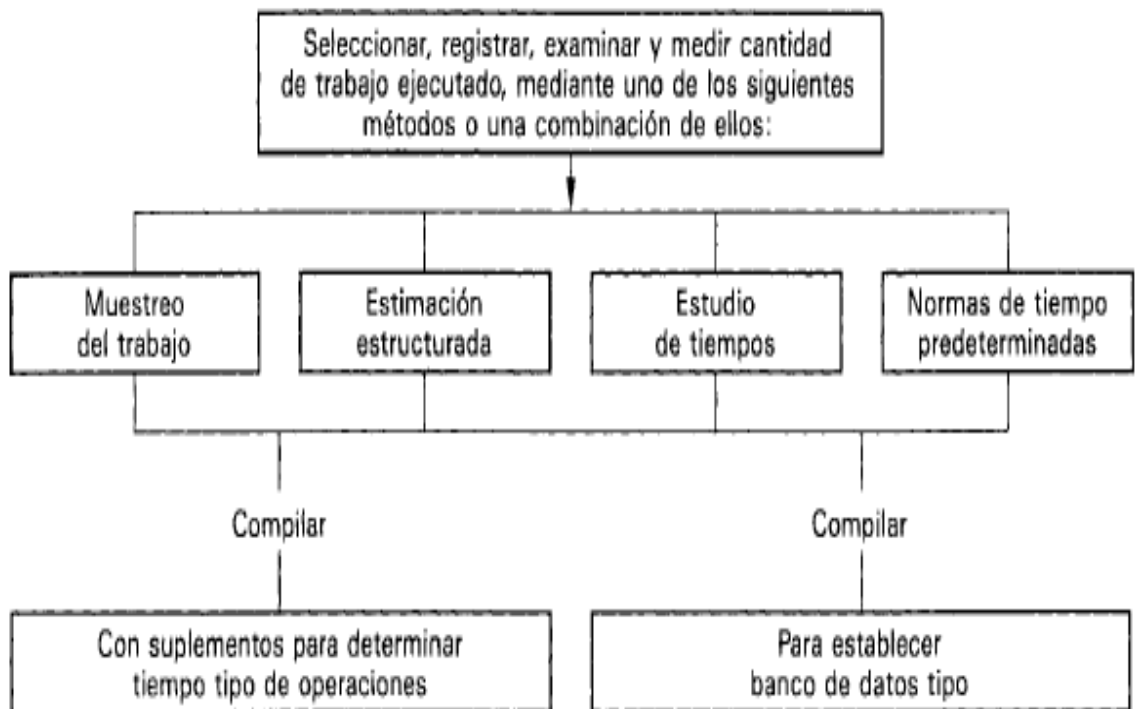 Seleccionar, registrar, examinar y medir cantidad
de trabajo ejecutado, mediante uno de los siguientes
métodos o una combinación de ellos:
Muestreo
del trabajo
Estimación
estructurada
Estudio
de tiempos
Normas de tiempo
predeterminadas
Compilar
Compilar
Con suplementos para determinar
tiempo tipo de operaciones
Para establecer
banco de datos tipo